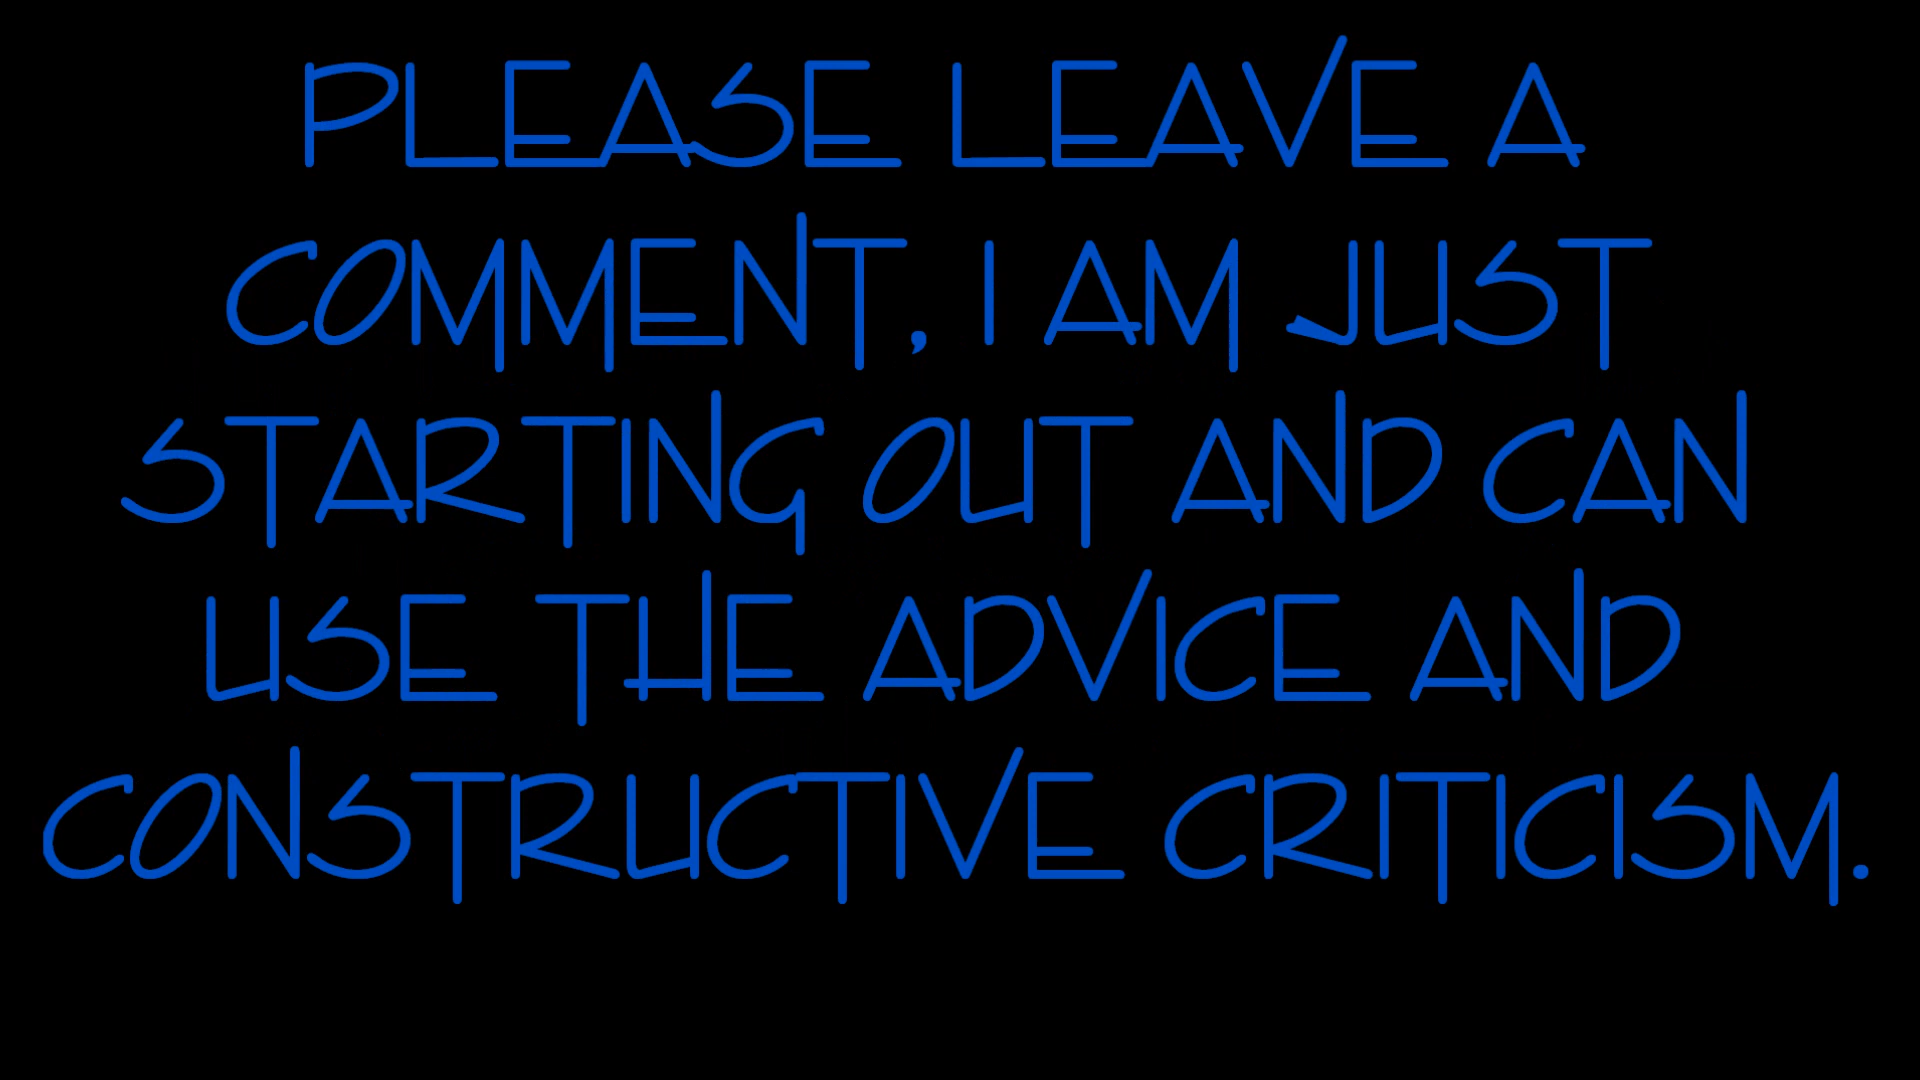 PLEASE LEAVE A
COMMENT, I AM JUST
STARTING OUT AND CAN
USE THE ADVICE AND
CONSTRUCTIVE CRITICISM.